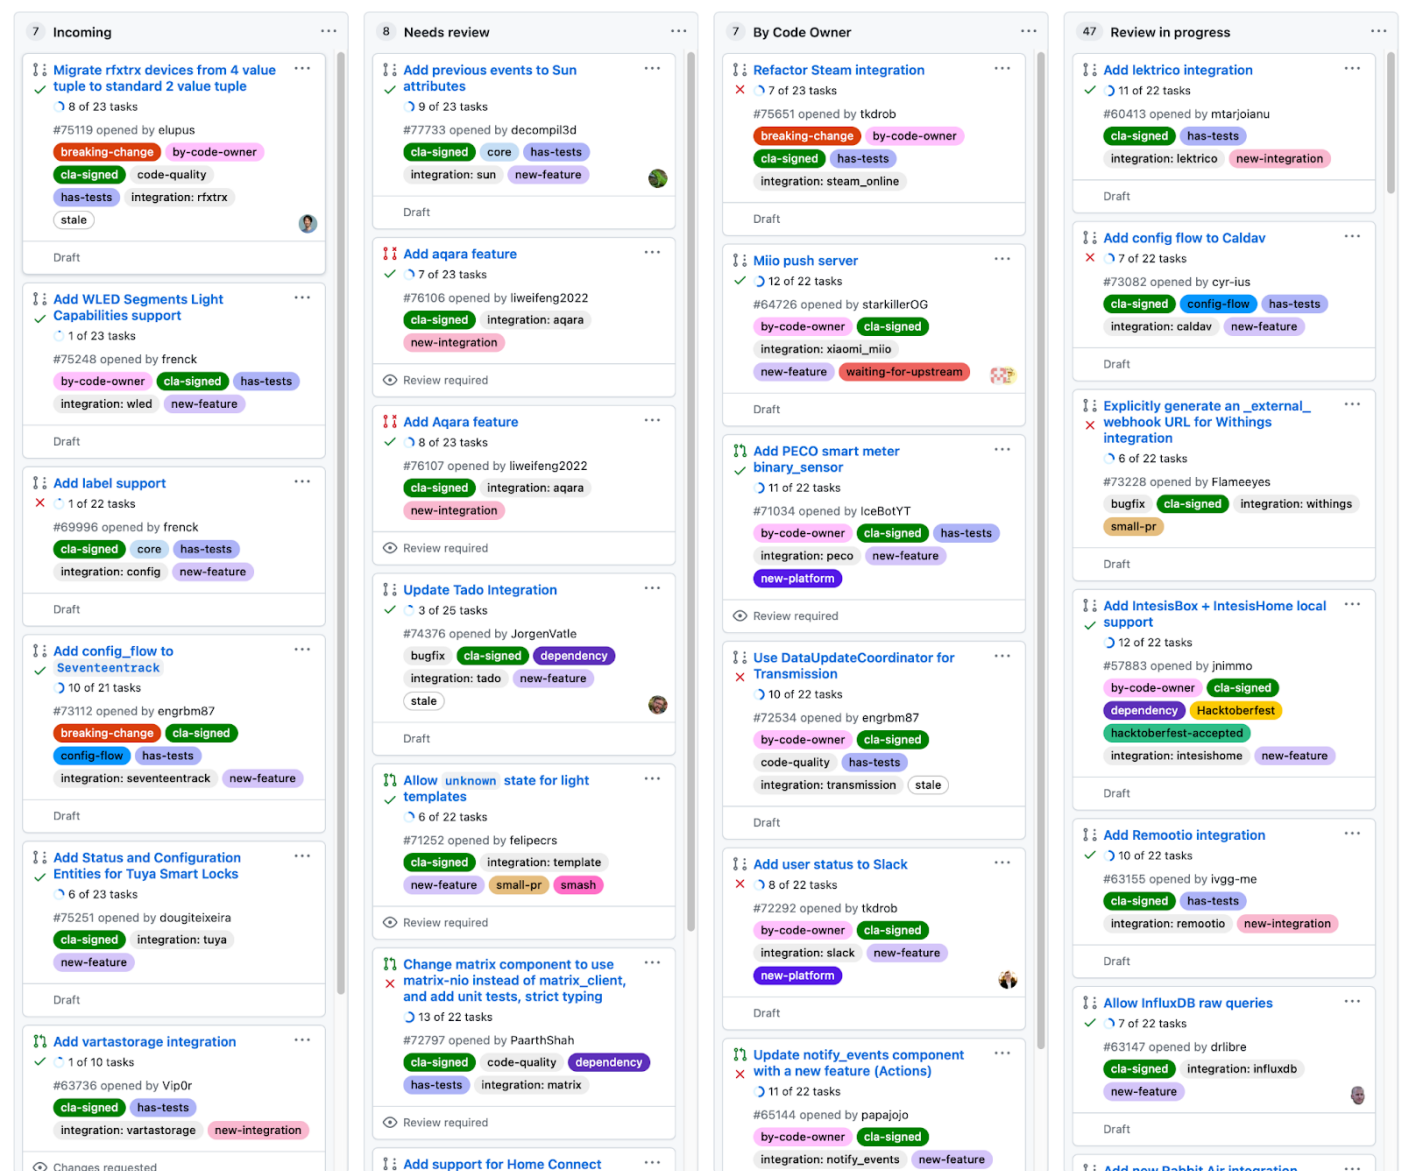 7 Incoming
Migrate rfxtrx devices from 4 value
tuple to standard 2 value tuple
8 of 23 tasks
#75119 opened by elupus
breaking-change by-code-owner
cla-signed code-quality
has-tests integration: rfxtrx
stale
Draft
Add WLED Segments Light
Capabilities support
1 of 23 tasks
#75248 opened by frenck
by-code-owner cla-signed has-tests
integration: wled new-feature
Draft
Add label support
1 of 22 tasks
#69996 opened by frenck
cla-signed core has-tests
integration: config new-feature
Draft
Add config_flow to
Seventeentrack
10 of 21 tasks
#73112 opened by engrbm87
breaking-change cla-signed
config-flow has-tests
integration: seventeentrack new-feature
Draft
Add Status and Configuration
Entities for Tuya Smart Locks
6 of 23 tasks
#75251 opened by dougiteixeira
cla-signed integration: tuya
new-feature
Draft
Add vartastorage integration
1 of 10 tasks
#63736 opened by Vip0r
cla-signed has-tests
integration: vartastorage new-integration
Changes requested
8 Needs review
Add previous events to Sun
attributes
9 of 23 tasks
#77733 opened by decompil3d
cla-signed core has-tests
integration: sun new-feature
Draft
Add aqara feature
7 of 23 tasks
#76106 opened by liweifeng2022
cla-signed integration: aqara
new-integration
Review required
Add Aqara feature
8 of 23 tasks
#76107 opened by liweifeng2022
cla-signed integration: aqara
new-integration
Review required
Update Tado Integration
3 of 25 tasks
#74376 opened by JorgenVatle
bugfix cla-signed dependency
integration: tado new-feature
stale
Draft
Allow unknown state for light
templates
6 of 22 tasks
#71252 opened by felipecrs
cla-signed integration: template
new-feature small-pr smash
Review required
Change matrix component to use
matrix-nio instead of matrix_client,
and add unit tests, strict typing
13 of 22 tasks
#72797 opened by PaarthShah
cla-signed code-quality dependency
has-tests integration: matrix
Review required
Add support for Home Connect
7 By Code Owner
Refactor Steam integration
7 of 23 tasks
#75651 opened by tkdrob
breaking-change by-code-owner
cla-signed has-tests
integration: steam_online
Draft
Miio push server
12 of 22 tasks
#64726 opened by starkillerOG
by-code-owner cla-signed
integration: xiaomi_miio
new-feature waiting-for-upstream
Draft
Add PECO smart meter
binary_sensor
11 of 22 tasks
#71034 opened by IceBotYT
by-code-owner cla-signed has-tests
integration: peco new-feature
new-platform
Review required
Use DataUpdateCoordinator for
Transmission
10 of 22 tasks
#72534 opened by engrbm87
by-code-owner cla-signed
code-quality has-tests
integration: transmission stale
Draft
Add user status to Slack
8 of 22 tasks
#72292 opened by tkdrob
by-code-owner cla-signed
integration: slack new-feature
new-platform
Draft
Update notify_events component
with a new feature (Actions)
11 of 22 tasks
#65144 opened by papajojo
by-code-owner cla-signed
integration: notify_events new-feature
47 Review in progress
Add lektrico integration
11 of 22 tasks
#60413 opened by mtarjoianu
cla-signed has-tests
integration: lektrico new-integration
Draft
Add config flow to Caldav
7 of 22 tasks
#73082 opened by cyr-ius
cla-signed config-flow has-tests
integration: caldav new-feature
Draft
Explicitly generate an _external_
webhook URL for Withings
integration
6 of 22 tasks
#73228 opened by Flameeyes
bugfix cla-signed integration: withings
small-pr
Draft
Add IntesisBox + IntesisHome local
support
12 of 22 tasks
#57883 opened by jnimmo
by-code-owner cla-signed
dependency Hacktoberfest
hacktoberfest-accepted
integration: intesishome new-feature
Draft
Add Remootio integration
10 of 22 tasks
#63155 opened by ivgg-me
cla-signed has-tests
integration: remootio new-integration
Draft
Allow InfluxDB raw queries
7 of 22 tasks
#63147 opened by drlibre
cla-signed integration: influxdb
new-feature
Draft
Add new Rabbit Air integration